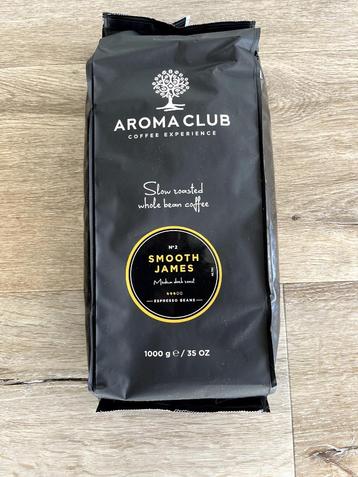 AROMA CLUB
COFFEE EXPERIENCE
Slow roasted
whole bean coffee
Nº2
SMOOTH
JAMES
Medium dark roast
ESPRESSO BEANS
1000 g ℮ / 35 OZ